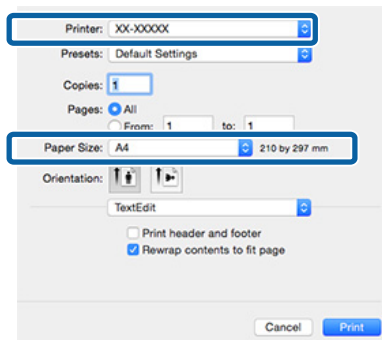 Printer: XX-XXXXX
Presets: Default Settings
Copies: 1
Pages: All
From: 1 to: 1
Paper Size: A4 210 by 297 mm
Orientation:
TextEdit
Print header and footer
Rewrap contents to fit page
Cancel Print